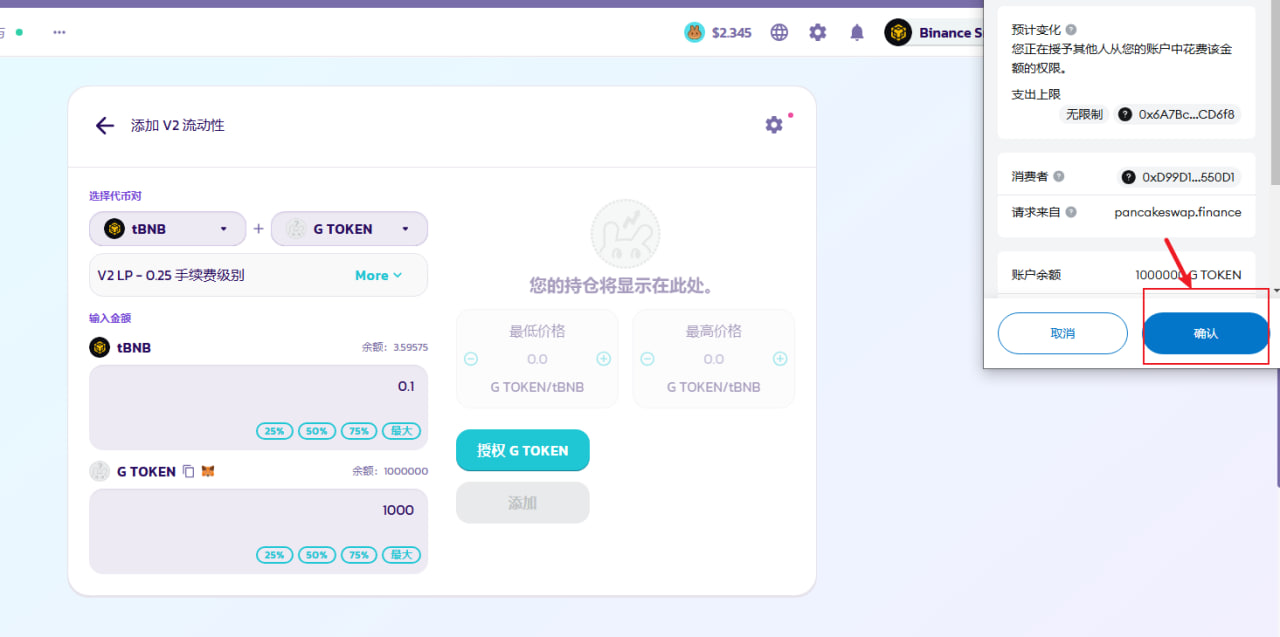 $2.345
Binance S
添加 V2 流动性
选择代币对
tBNB
+
G TOKEN
V2 LP - 0.25 手续费级别
More
输入金额
tBNB
余额: 3.59575
0.1
25%
50%
75%
最大
G TOKEN
余额: 1000000
1000
25%
50%
75%
最大
您的持仓将显示在此处。
最低价格
0.0
G TOKEN/tBNB
最高价格
0.0
G TOKEN/tBNB
授权 G TOKEN
添加
预计变化
您正在授予其他人从您的账户中花费该金
额的权限。
支出上限
无限制
0x6A7Bc...CD6f8
消费者
0xD99D1...550D1
请求来自
pancakeswap.finance
账户余额
1000000 G TOKEN
取消
确认